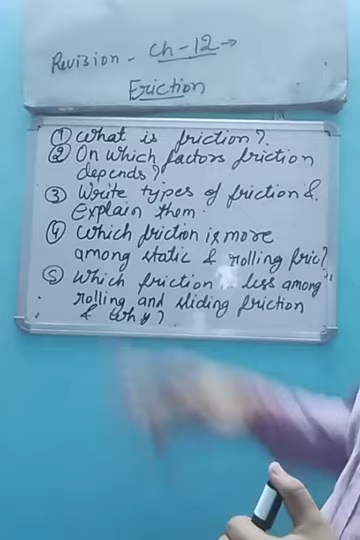 Revision - Ch-12→
Friction
① What is friction?
② On which factors friction
depends?
③ Write types of friction &
Explain them.
④ Which friction is more
among static & rolling fric?
⑤ Which friction is less among
rolling and sliding friction
& why?